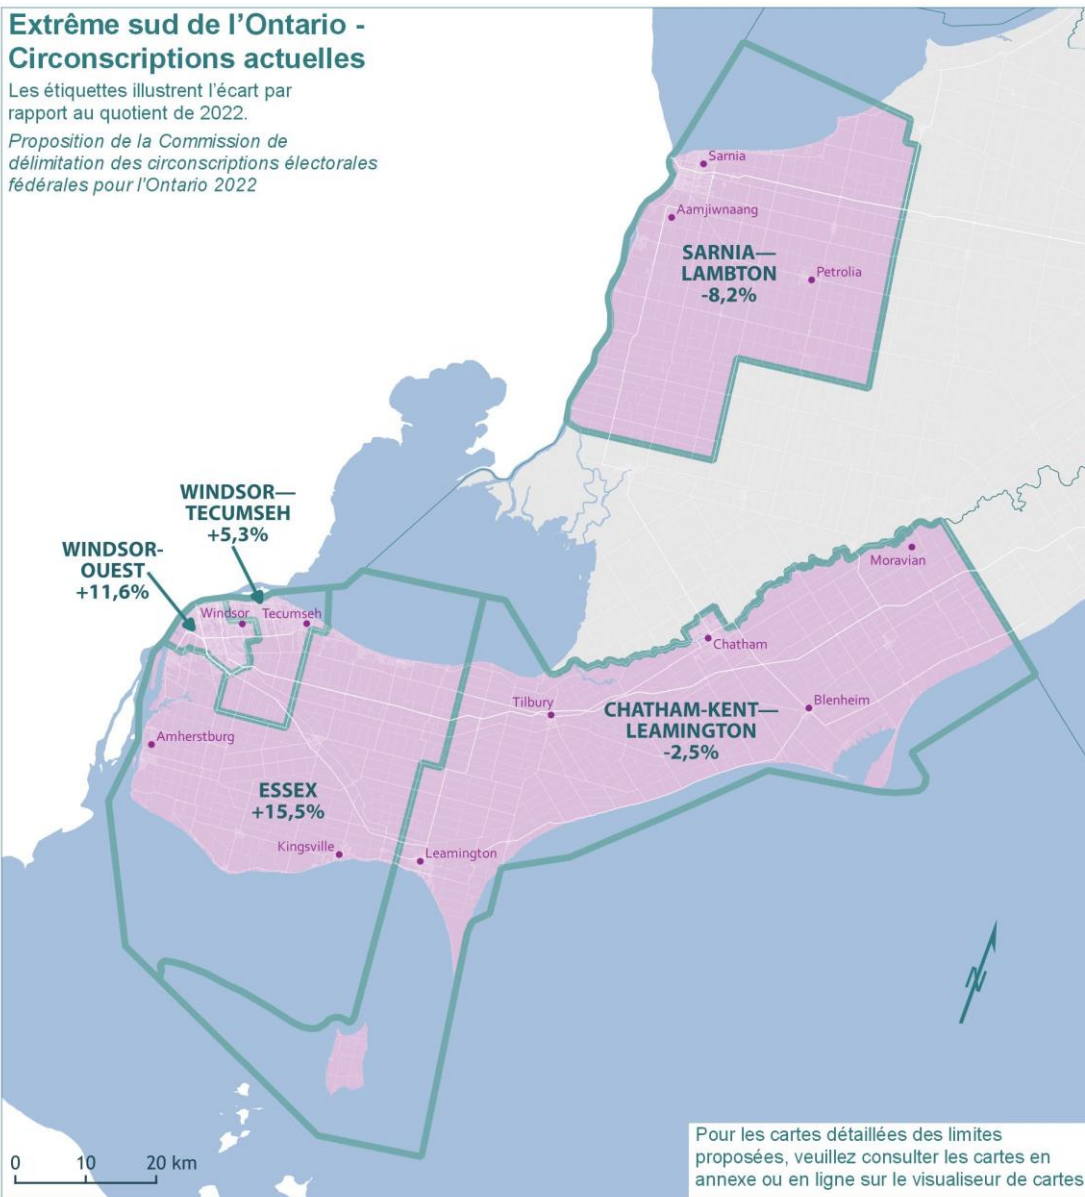 Extrême sud de l'Ontario -
Circonscriptions actuelles
Les étiquettes illustrent l'écart par
rapport au quotient de 2022.
Proposition de la Commission de
délimitation des circonscriptions électorales
fédérales pour l'Ontario 2022
Sarnia
Aamjiwnaang
SARNIA—
LAMBTON
-8,2%
Petrolia
WINDSOR—
TECUMSEH
+5,3%
WINDSOR-
OUEST
+11,6%
Windsor
Tecumseh
Moravian
Chatham
Tilbury
Blenheim
CHATHAM-KENT—
LEAMINGTON
-2,5%
Amherstburg
ESSEX
+15,5%
Kingsville
Leamington
N
0 10 20 km
Pour les cartes détaillées des limites
proposées, veuillez consulter les cartes en
annexe ou en ligne sur le visualiseur de cartes